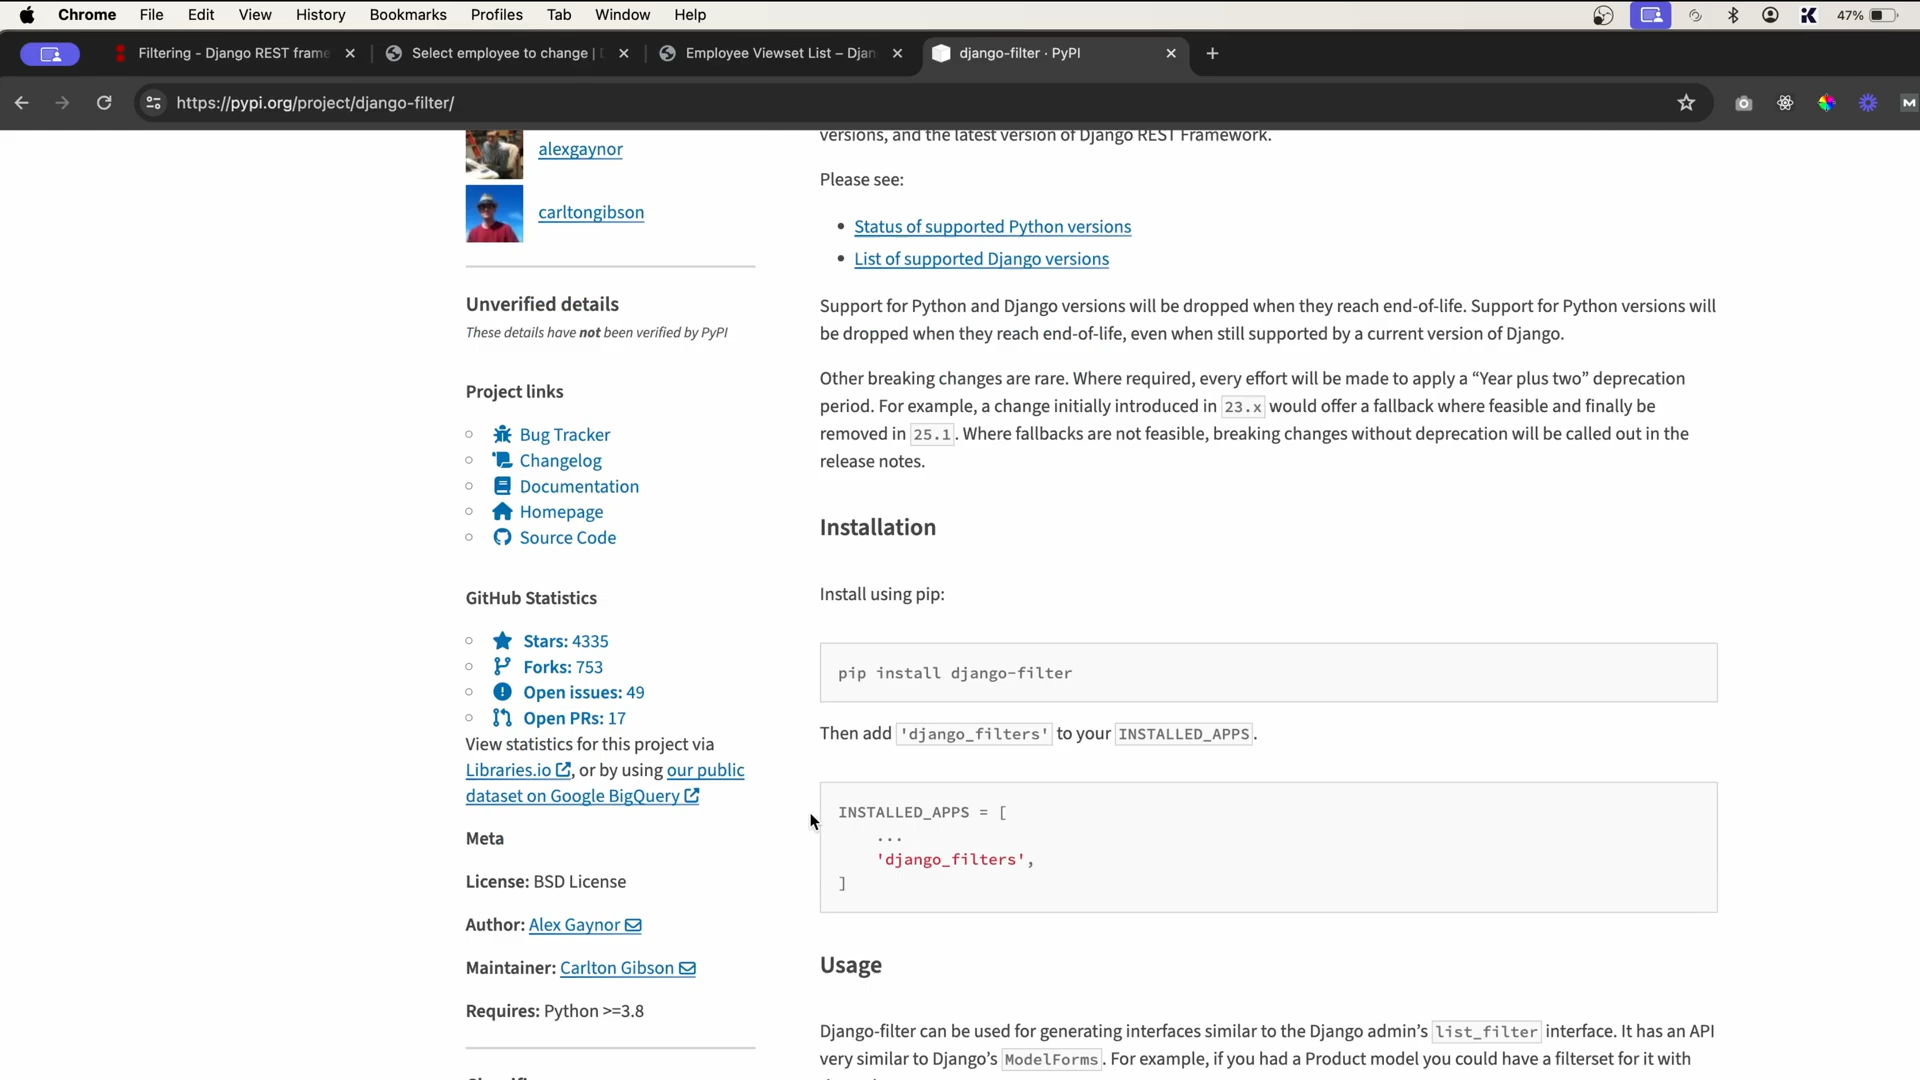 Chrome File Edit View History Bookmarks Profiles Tab Window Help 47%
Filtering - Django REST frame
Select employee to change |
Employee Viewset List – Djan
django-filter · PyPI
https://pypi.org/project/django-filter/
alexgaynor
carltongibson
Unverified details
These details have not been verified by PyPI
Project links
Bug Tracker
Changelog
Documentation
Homepage
Source Code
GitHub Statistics
Stars: 4335
Forks: 753
Open issues: 49
Open PRs: 17
View statistics for this project via
Libraries.io, or by using our public
dataset on Google BigQuery
Meta
License: BSD License
Author: Alex Gaynor
Maintainer: Carlton Gibson
Requires: Python >=3.8
versions, and the latest version of Django REST Framework.
Please see:
Status of supported Python versions
List of supported Django versions
Support for Python and Django versions will be dropped when they reach end-of-life. Support for Python versions will
be dropped when they reach end-of-life, even when still supported by a current version of Django.
Other breaking changes are rare. Where required, every effort will be made to apply a “Year plus two” deprecation
period. For example, a change initially introduced in 23.x would offer a fallback where feasible and finally be
removed in 25.1. Where fallbacks are not feasible, breaking changes without deprecation will be called out in the
release notes.
Installation
Install using pip:
pip install django-filter
Then add 'django_filters' to your INSTALLED_APPS.
INSTALLED_APPS = [
...
'django_filters',
]
Usage
Django-filter can be used for generating interfaces similar to the Django admin’s list_filter interface. It has an API
very similar to Django’s ModelForms. For example, if you had a Product model you could have a filterset for it with